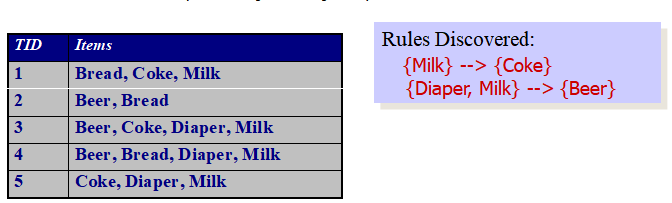 TID Items
1 Bread, Coke, Milk
2 Beer, Bread
3 Beer, Coke, Diaper, Milk
4 Beer, Bread, Diaper, Milk
5 Coke, Diaper, Milk
Rules Discovered:
{Milk} --> {Coke}
{Diaper, Milk} --> {Beer}